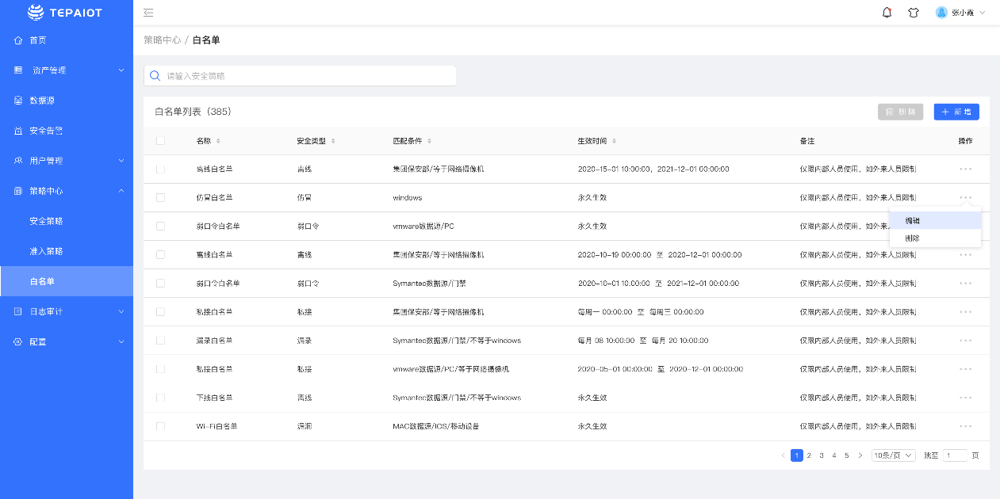 TEPAIOT
首页
资产管理
数据源
安全告警
用户管理
策略中心
安全策略
准入策略
白名单
日志审计
配置
张小霞
策略中心 / 白名单
请输入安全策略
白名单列表（385）
删 除
新 增
名称 安全类型 匹配条件 生效时间 备注 操作
离线白名单 离线 集团保安部/等于网络摄像机 2020-15-01 10:00:00，2021-12-01 00:00:00 仅限内部人员使用，如外来人员限制
仿冒白名单 仿冒 windows 永久生效 仅限内部人员使用，如外来人员限制
弱口令白名单 弱口令 vmware数据源/PC 永久生效 仅限内部人员使用，如外来
编辑
删除
离线白名单 离线 集团保安部/等于网络摄像机 2020-10-19 00:00:00 至 2020-12-01 00:00:00 仅限内部人员使用，如外来人员限制
弱口令白名单 弱口令 Symantec数据源/门禁 2020-10-01 10:00:00 至 2021-12-01 00:00:00 仅限内部人员使用，如外来人员限制
私接白名单 私接 集团保安部/等于网络摄像机 每周一 00:00:00 至 每周三 00:00:00 仅限内部人员使用，如外来人员限制
漏录白名单 漏录 Symantec数据源/门禁/不等于windows 每月 08 10:00:00 至 每月 20 10:00:00 仅限内部人员使用，如外来人员限制
私接白名单 私接 vmware数据源/PC/等于网络摄像机 2020-05-01 00:00:00 至 2020-12-01 00:00:00 仅限内部人员使用，如外来人员限制
下线白名单 离线 Symantec数据源/门禁/不等于windows 永久生效 仅限内部人员使用，如外来人员限制
Wi-Fi白名单 漏洞 MAC数据源/IOS/移动设备 永久生效 仅限内部人员使用，如外来人员限制
1 2 3 4 5 10条/页 跳至 1 页